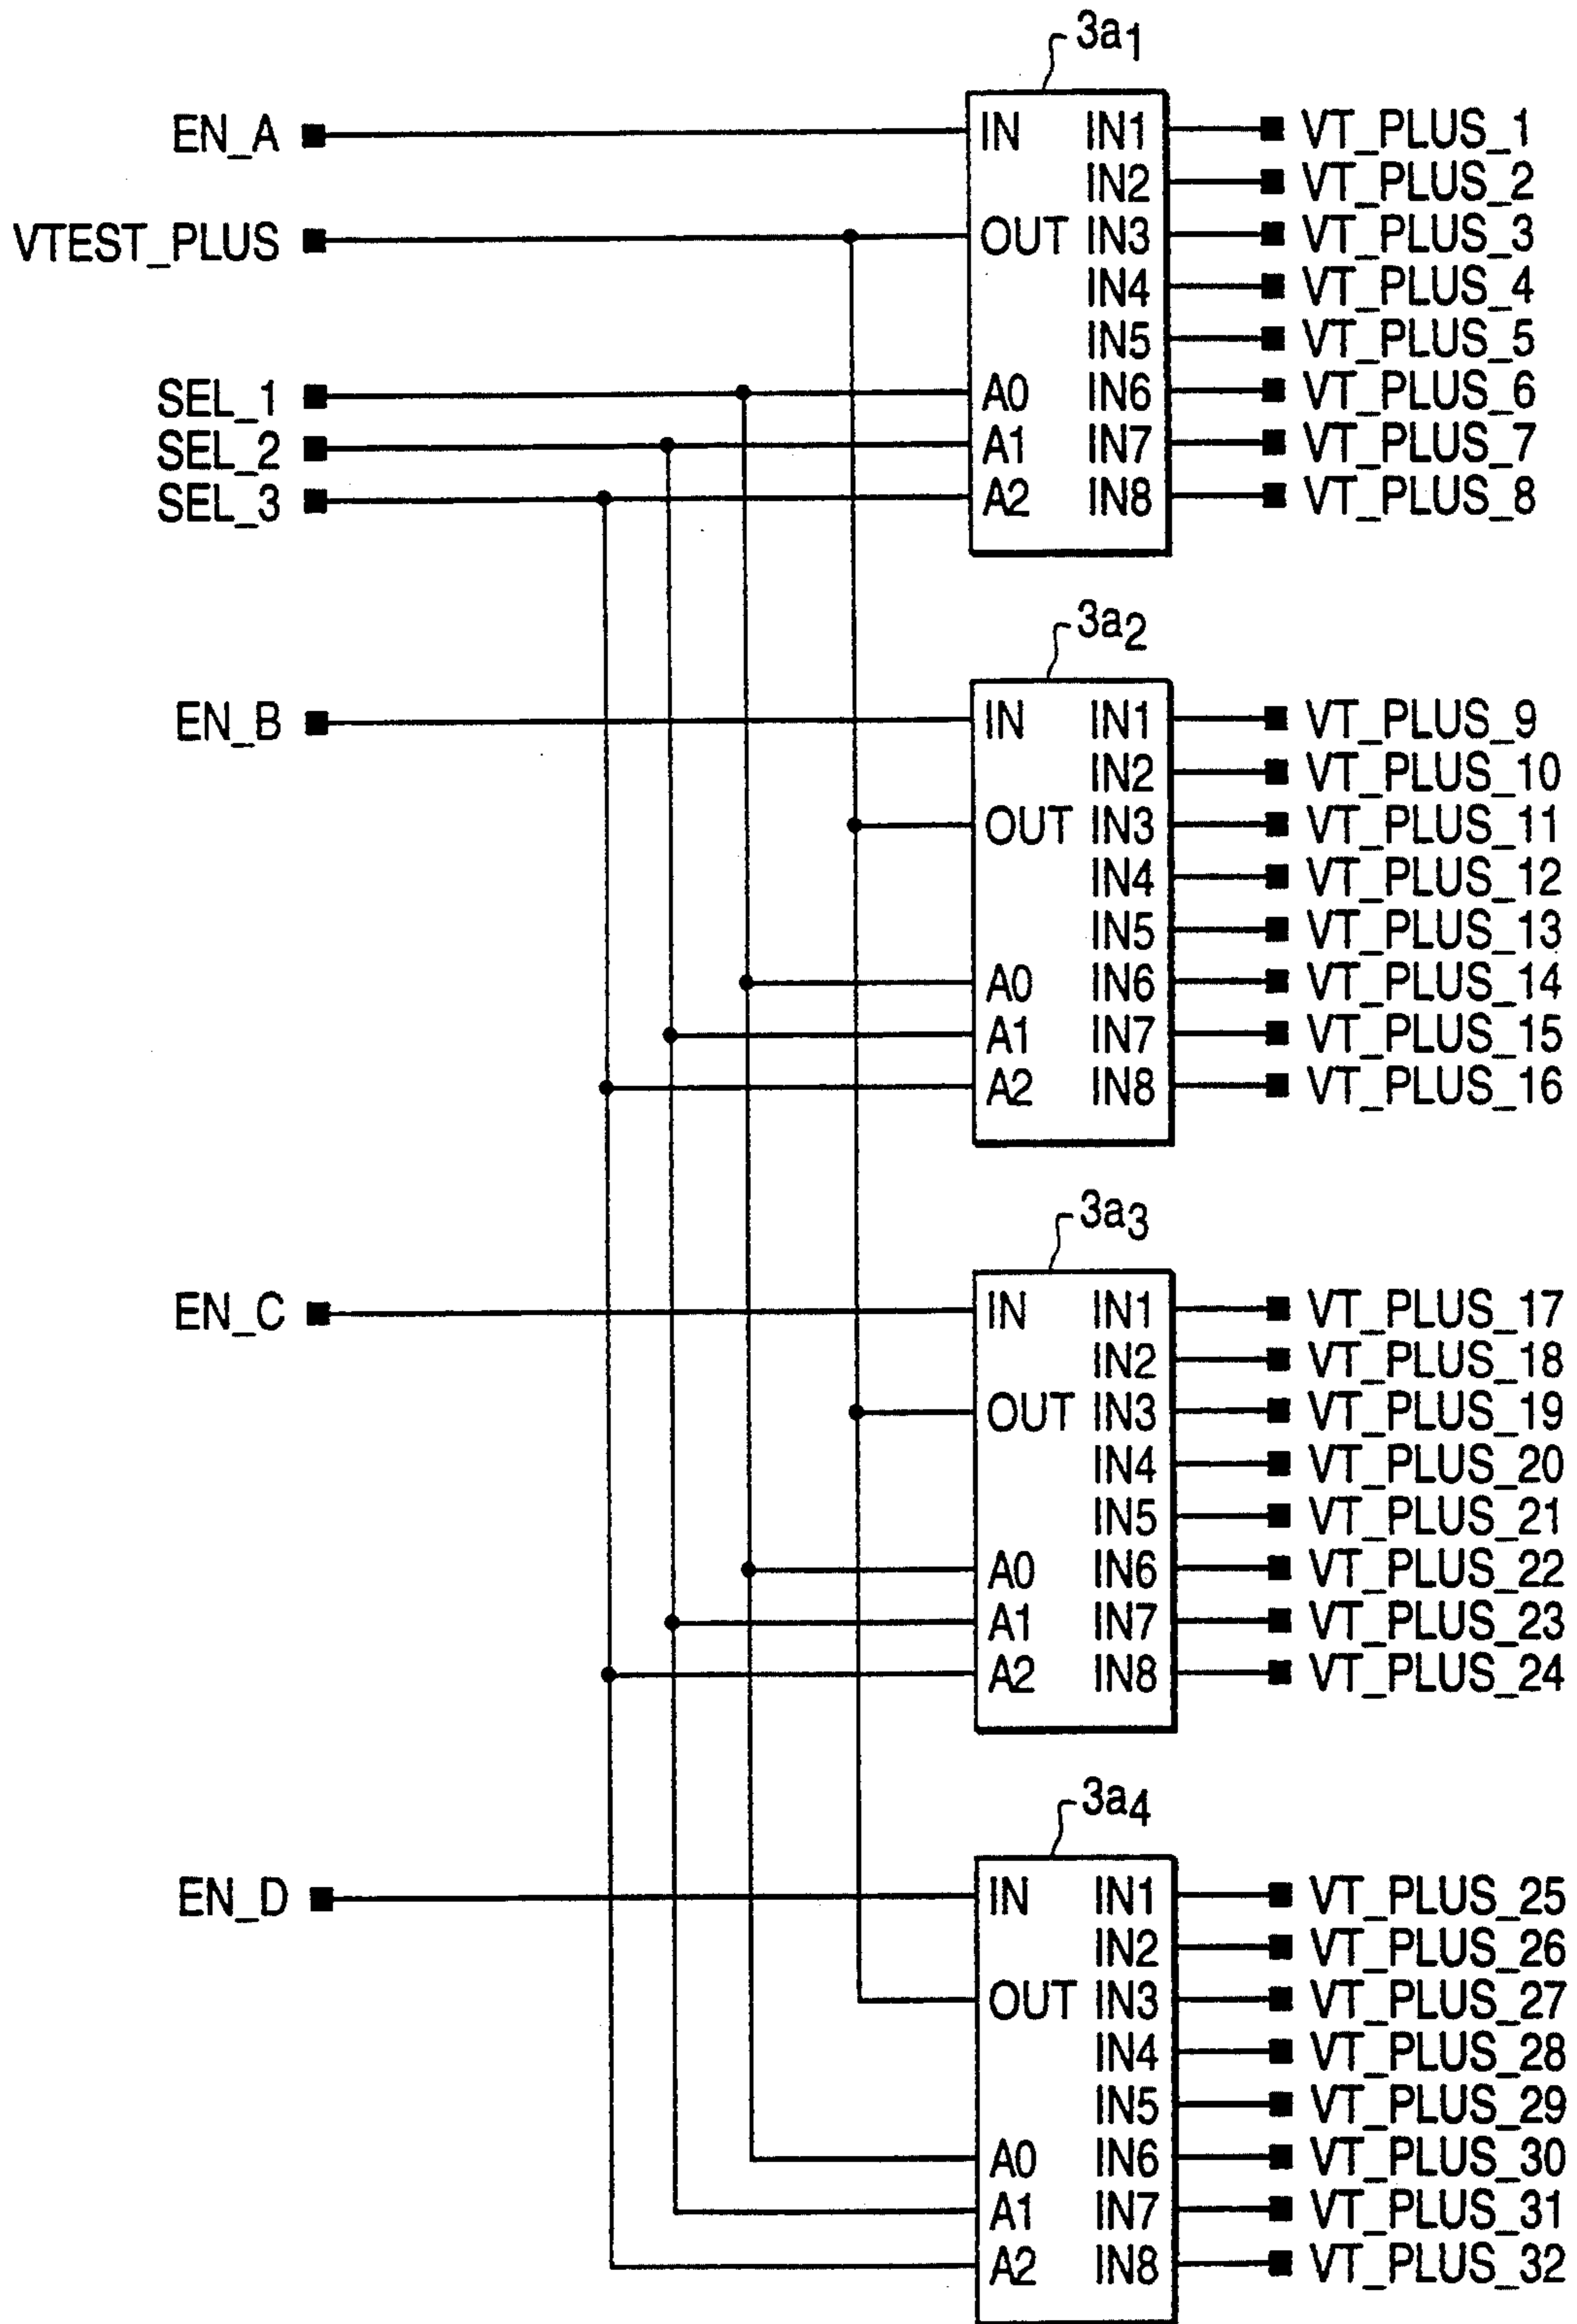 3a1
EN_A IN IN1 VT_PLUS_1
IN2 VT_PLUS_2
VTEST_PLUS OUT IN3 VT_PLUS_3
IN4 VT_PLUS_4
IN5 VT_PLUS_5
SEL_1 A0 IN6 VT_PLUS_6
SEL_2 A1 IN7 VT_PLUS_7
SEL_3 A2 IN8 VT_PLUS_8
3a2
EN_B IN IN1 VT_PLUS_9
IN2 VT_PLUS_10
OUT IN3 VT_PLUS_11
IN4 VT_PLUS_12
IN5 VT_PLUS_13
A0 IN6 VT_PLUS_14
A1 IN7 VT_PLUS_15
A2 IN8 VT_PLUS_16
3a3
EN_C IN IN1 VT_PLUS_17
IN2 VT_PLUS_18
OUT IN3 VT_PLUS_19
IN4 VT_PLUS_20
IN5 VT_PLUS_21
A0 IN6 VT_PLUS_22
A1 IN7 VT_PLUS_23
A2 IN8 VT_PLUS_24
3a4
EN_D IN IN1 VT_PLUS_25
IN2 VT_PLUS_26
OUT IN3 VT_PLUS_27
IN4 VT_PLUS_28
IN5 VT_PLUS_29
A0 IN6 VT_PLUS_30
A1 IN7 VT_PLUS_31
A2 IN8 VT_PLUS_32